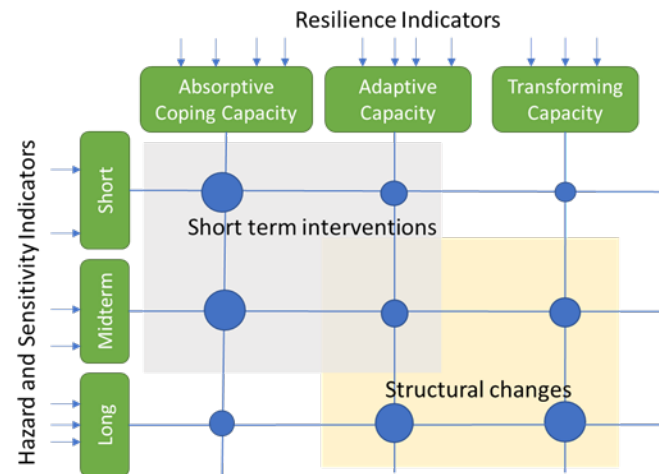 Resilience Indicators
Absorptive
Coping Capacity
Adaptive
Capacity
Transforming
Capacity
Hazard and Sensitivity Indicators
Short
Short term interventions
Midterm
Structural changes
Long